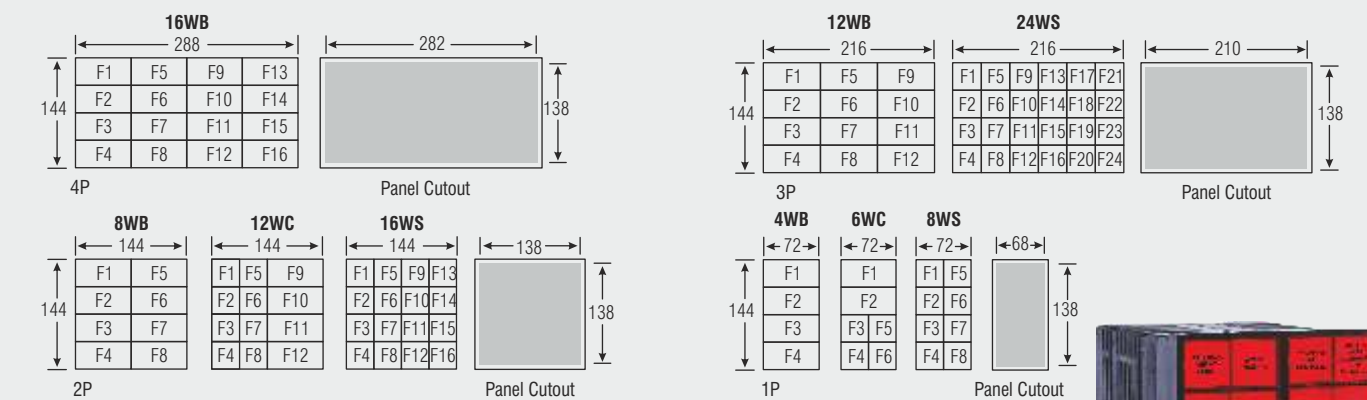 16WB
288
282
F1 F5 F9 F13
F2 F6 F10 F14
F3 F7 F11 F15
F4 F8 F12 F16
144
138
4P
Panel Cutout
12WB
24WS
216
216
210
F1 F5 F9
F2 F6 F10
F3 F7 F11
F4 F8 F12
F1 F5 F9 F13 F17 F21
F2 F6 F10 F14 F18 F22
F3 F7 F11 F15 F19 F23
F4 F8 F12 F16 F20 F24
144
138
3P
Panel Cutout
8WB
12WC
16WS
144
144
144
138
F1 F5
F2 F6
F3 F7
F4 F8
F1 F5 F9
F2 F6 F10
F3 F7 F11
F4 F8 F12
F1 F5 F9 F13
F2 F6 F10 F14
F3 F7 F11 F15
F4 F8 F12 F16
144
138
2P
Panel Cutout
4WB
6WC
8WS
72
72
72
68
F1
F2
F3
F4
F1
F2
F3 F5
F4 F6
F1 F5
F2 F6
F3 F7
F4 F8
144
138
1P
Panel Cutout